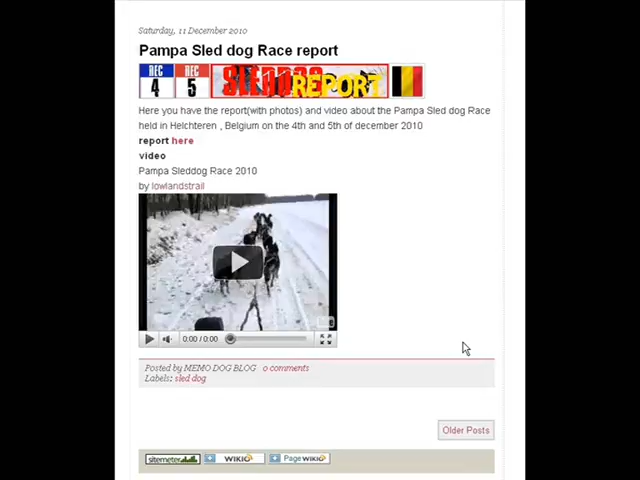 Saturday, 11 December 2010
Pampa Sled dog Race report
DEC 4 DEC 5 SLEDDOG REPORT
Here you have the report(with photos) and video about the Pampa Sled dog Race
held in Helchteren , Belgium on the 4th and 5th of december 2010
report here
video
Pampa Sleddog Race 2010
by lowlandstrail
0:00 / 0:00
Posted by MEMO DOG BLOG 0 comments
Labels: sled dog
Older Posts
sitemeter WIKIO Page WIKIO